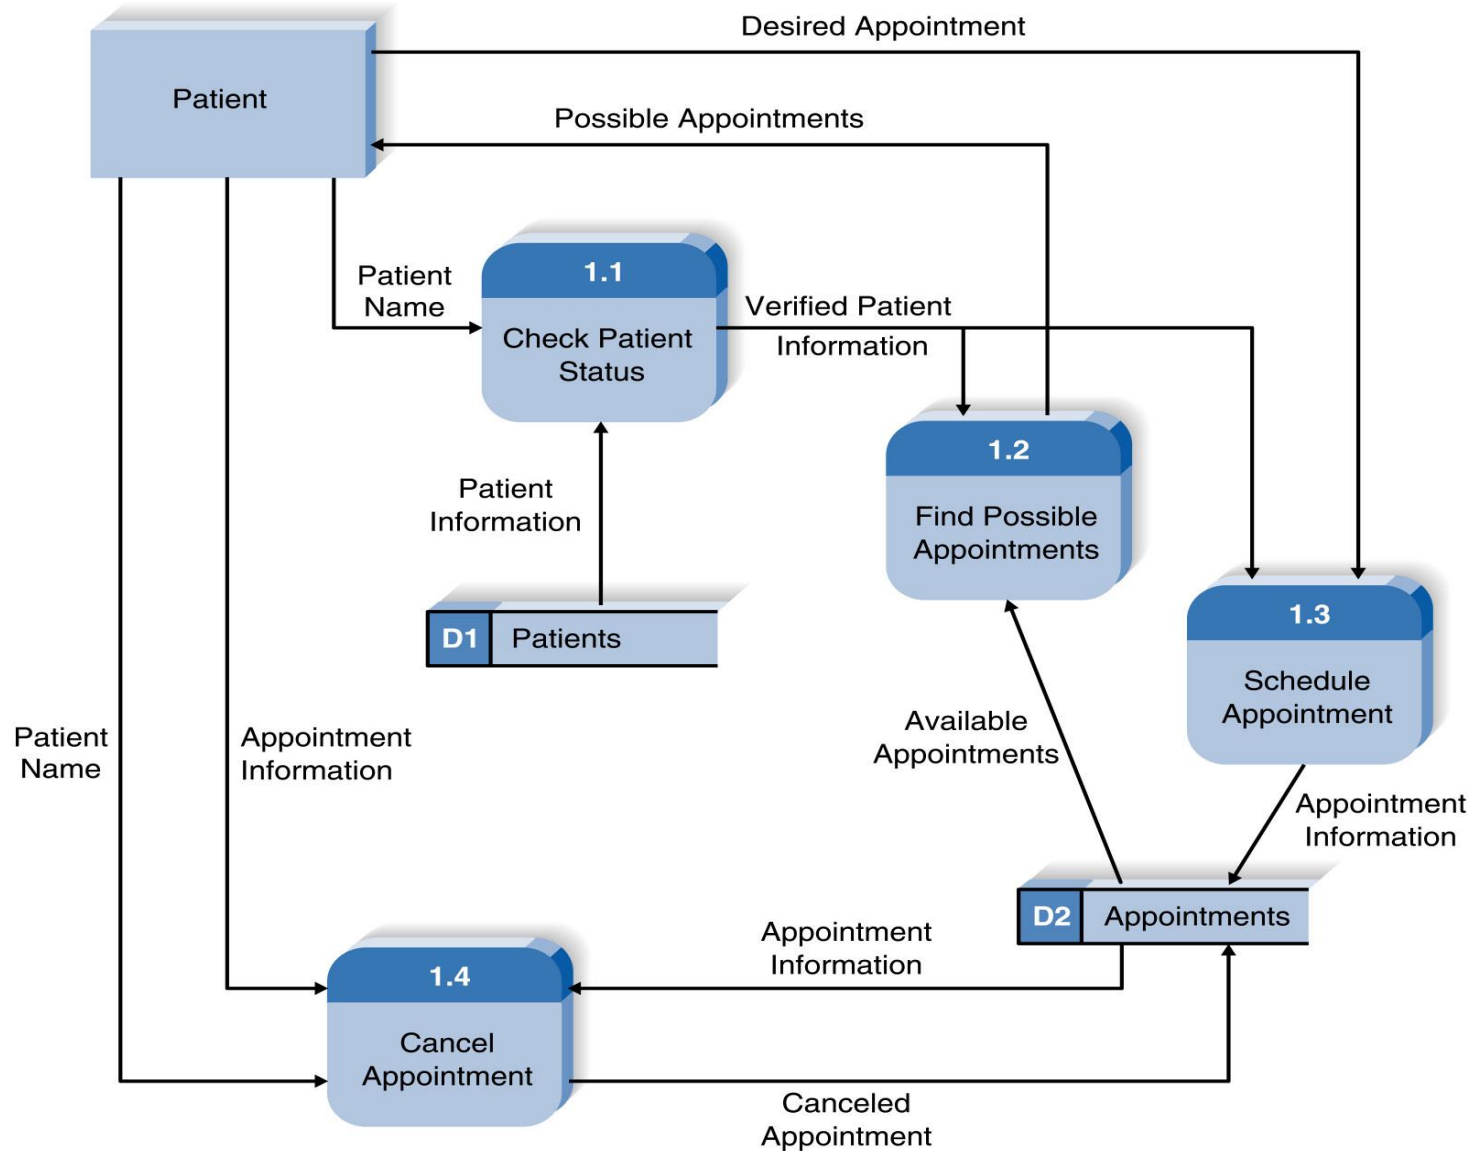 Desired Appointment
Patient
Possible Appointments
1.1
Patient
Name
Check Patient
Status
Verified Patient
Information
1.2
Find Possible
Appointments
Patient
Information
D1 Patients
1.3
Schedule
Appointment
Patient
Name
Appointment
Information
Available
Appointments
Appointment
Information
D2 Appointments
Appointment
Information
1.4
Cancel
Appointment
Canceled
Appointment